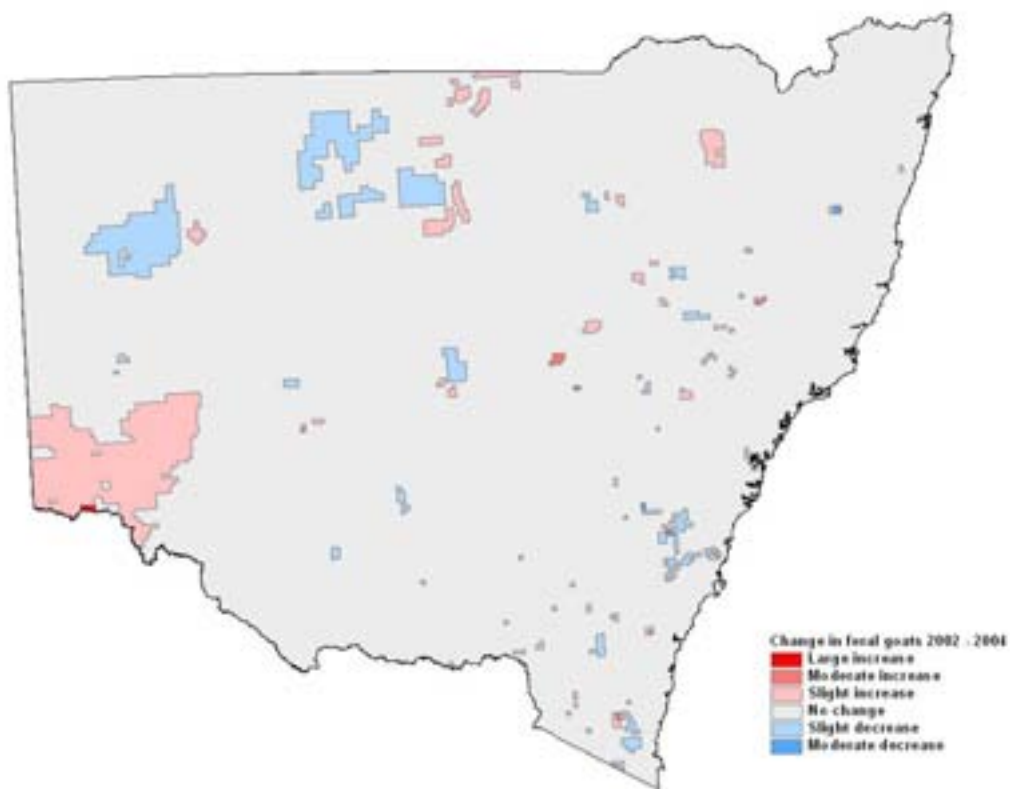 Change in feral goats 2002 - 2004
Large increase
Moderate increase
Slight increase
No change
Slight decrease
Moderate decrease